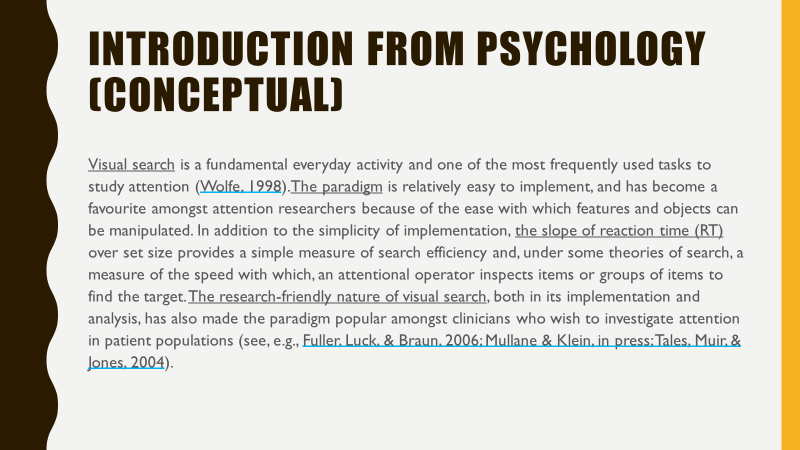 INTRODUCTION FROM PSYCHOLOGY
(CONCEPTUAL)
Visual search is a fundamental everyday activity and one of the most frequently used tasks to
study attention (Wolfe, 1998).The paradigm is relatively easy to implement, and has become a
favourite amongst attention researchers because of the ease with which features and objects can
be manipulated. In addition to the simplicity of implementation, the slope of reaction time (RT)
over set size provides a simple measure of search efficiency and, under some theories of search, a
measure of the speed with which, an attentional operator inspects items or groups of items to
find the target. The research-friendly nature of visual search, both in its implementation and
analysis, has also made the paradigm popular amongst clinicians who wish to investigate attention
in patient populations (see, e.g., Fuller, Luck, & Braun, 2006; Mullane & Klein, in press; Tales, Muir, &
Jones, 2004).